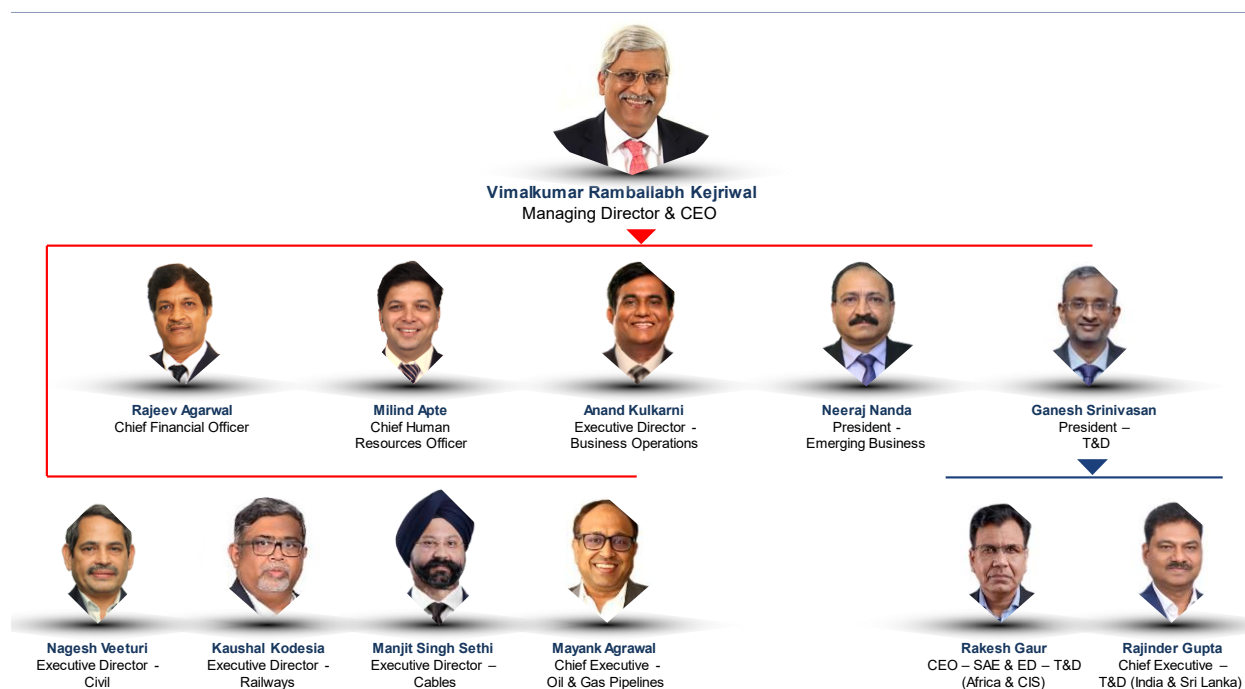 Vimalkumar Ramballabh Kejriwal
Managing Director & CEO
Rajeev Agarwal
Chief Financial Officer
Milind Apte
Chief Human
Resources Officer
Anand Kulkarni
Executive Director -
Business Operations
Neeraj Nanda
President -
Emerging Business
Ganesh Srinivasan
President –
T&D
Nagesh Veeturi
Executive Director -
Civil
Kaushal Kodesia
Executive Director -
Railways
Manjit Singh Sethi
Executive Director –
Cables
Mayank Agrawal
Chief Executive -
Oil & Gas Pipelines
Rakesh Gaur
CEO – SAE & ED – T&D
(Africa & CIS)
Rajinder Gupta
Chief Executive –
T&D (India & Sri Lanka)